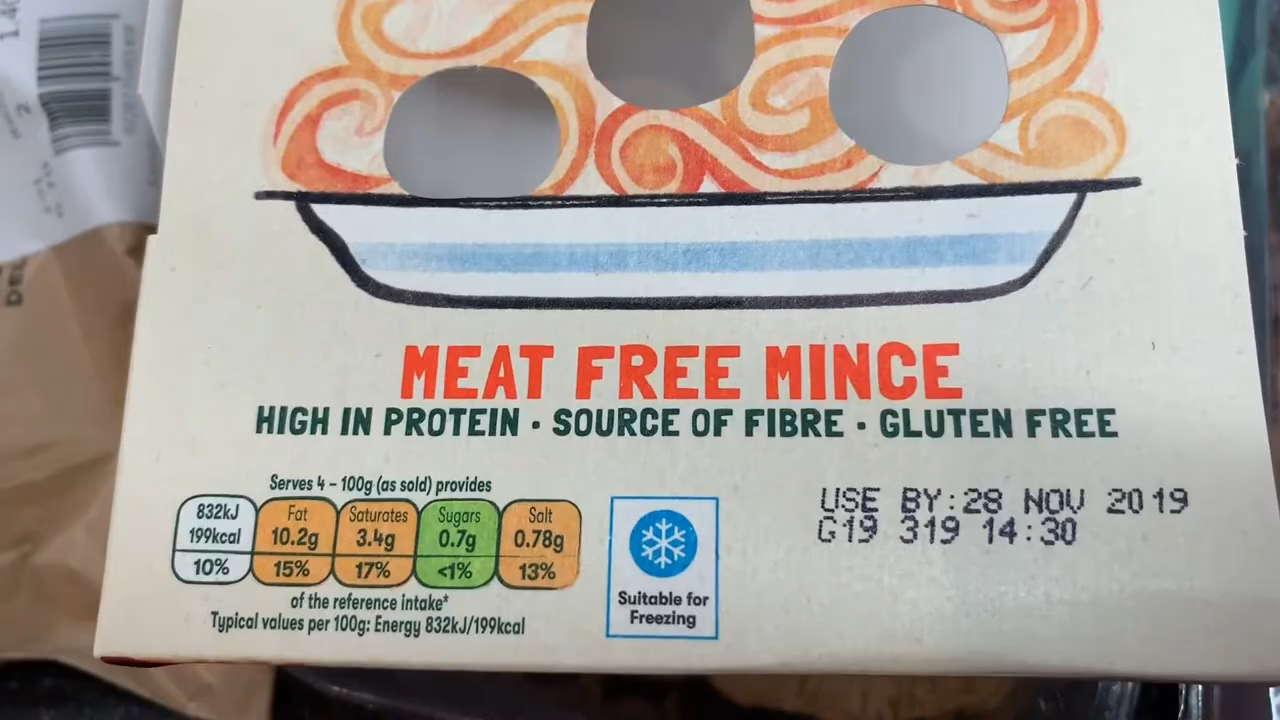 MEAT FREE MINCE
HIGH IN PROTEIN · SOURCE OF FIBRE · GLUTEN FREE
Serves 4 – 100g (as sold) provides
832kJ
199kcal
10%
Fat
10.2g
15%
Saturates
3.4g
17%
Sugars
0.7g
<1%
Salt
0.78g
13%
of the reference intake*
Typical values per 100g: Energy 832kJ/199kcal
Suitable for
Freezing
USE BY:28 NOV 2019
G19 319 14:30